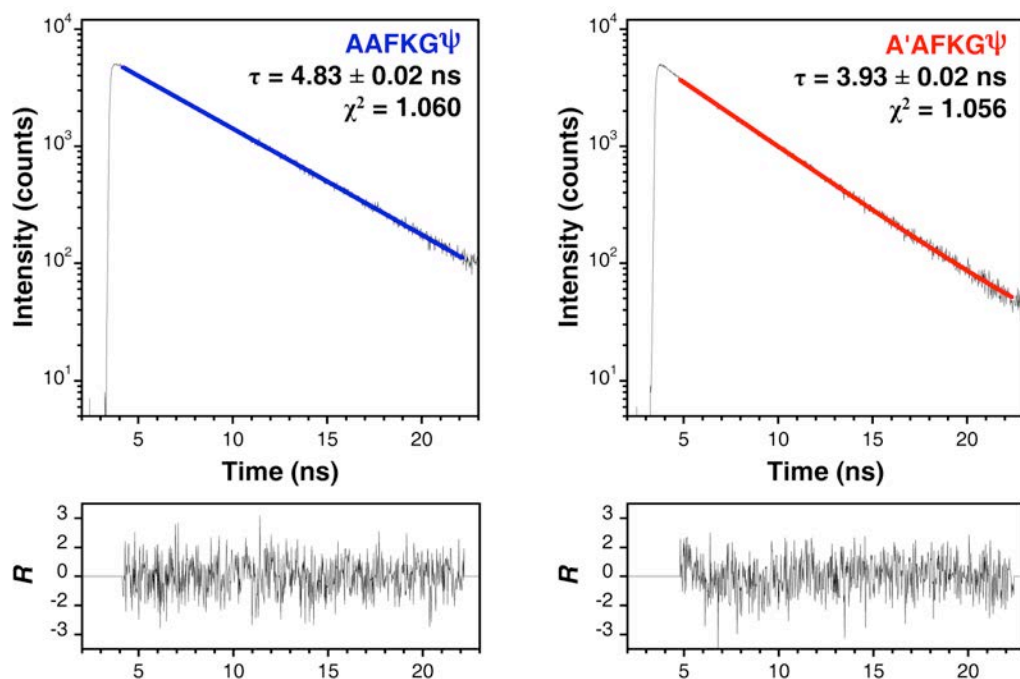 10⁴
10³
10²
10¹
Intensity (counts)
AAFKGΨ
τ = 4.83 ± 0.02 ns
χ² = 1.060
5 10 15 20
Time (ns)
3
2
0
-2
-3
R
5 10 15 20
10⁴
10³
10²
10¹
Intensity (counts)
A'AFKGΨ
τ = 3.93 ± 0.02 ns
χ² = 1.056
5 10 15 20
Time (ns)
3
2
0
-2
-3
R
5 10 15 20